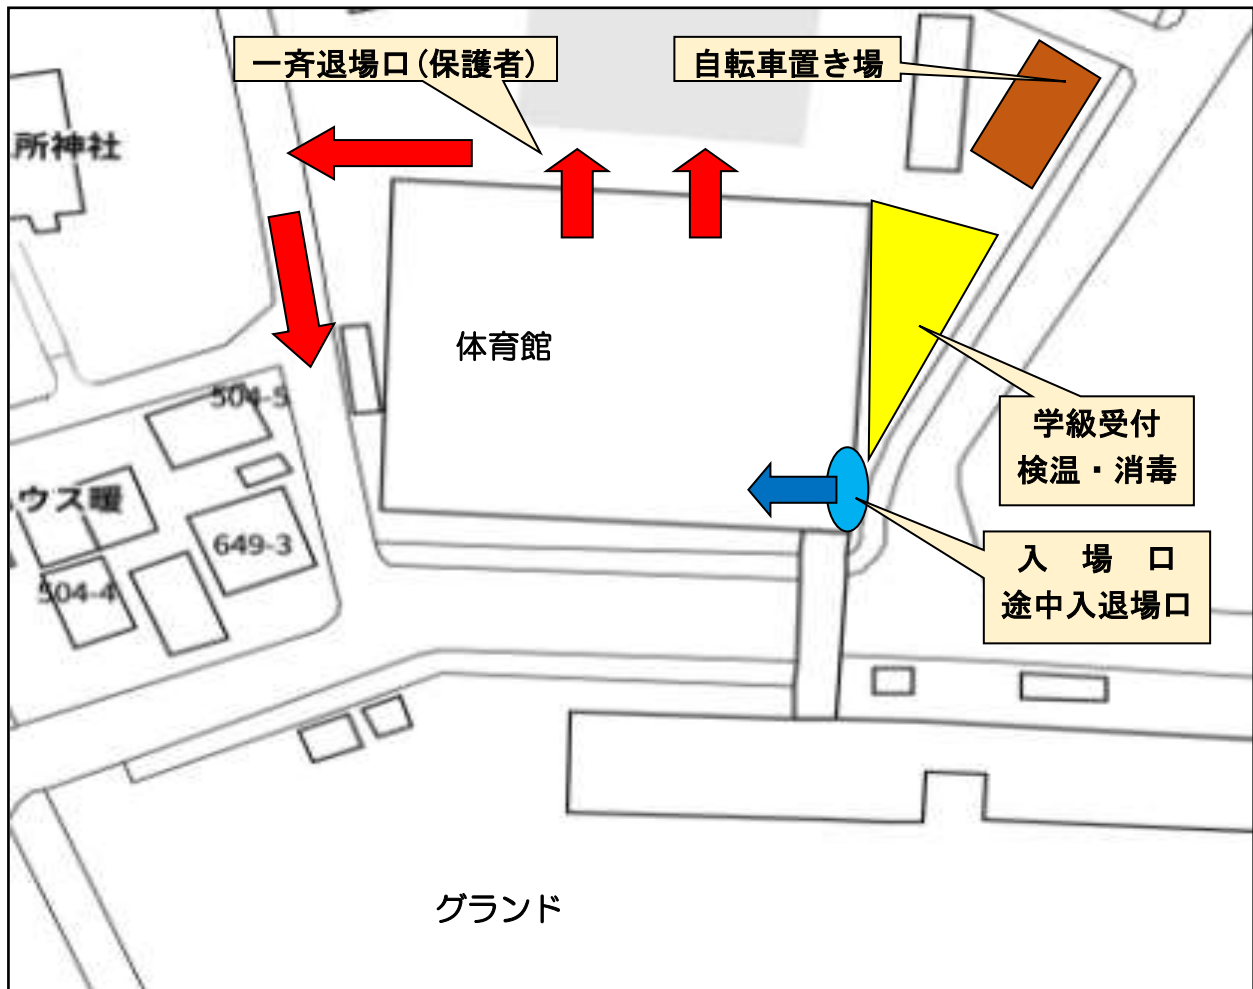 一斉退場口(保護者)
自転車置き場
所神社
体育館
504-5
学級受付
検温・消毒
ウス暖
649-3
504-4
入　場　口
途中入退場口
グランド